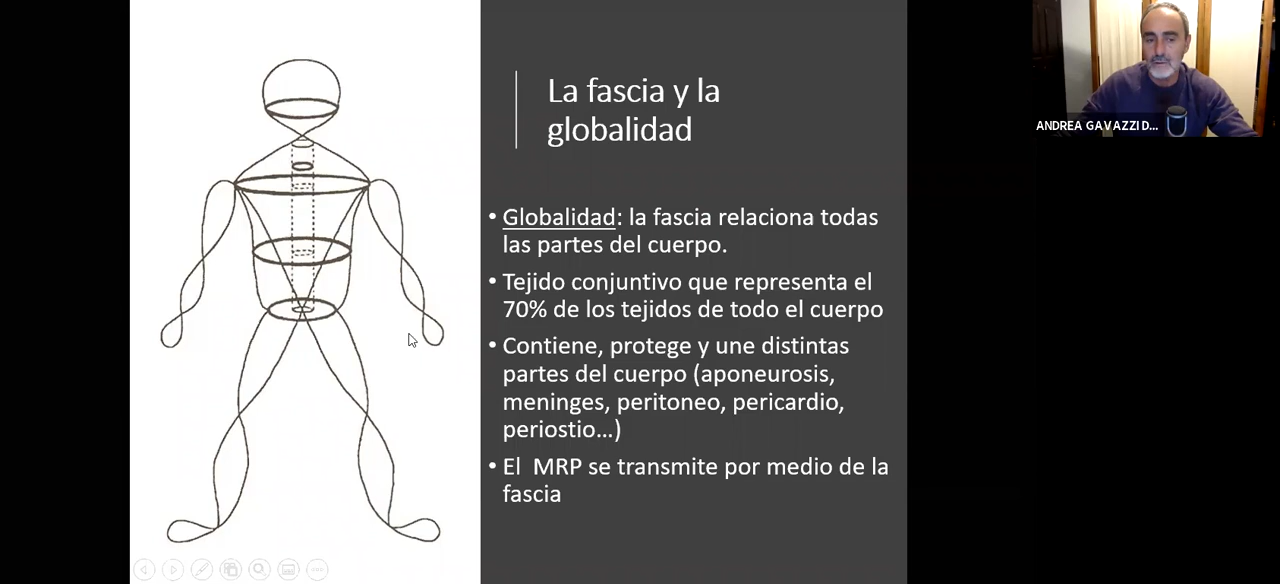 La fascia y la
globalidad
• Globalidad: la fascia relaciona todas
las partes del cuerpo.
• Tejido conjuntivo que representa el
70% de los tejidos de todo el cuerpo
• Contiene, protege y une distintas
partes del cuerpo (aponeurosis,
meninges, peritoneo, pericardio,
periostio...)
• El MRP se transmite por medio de la
fascia
ANDREA GAVAZZI D...